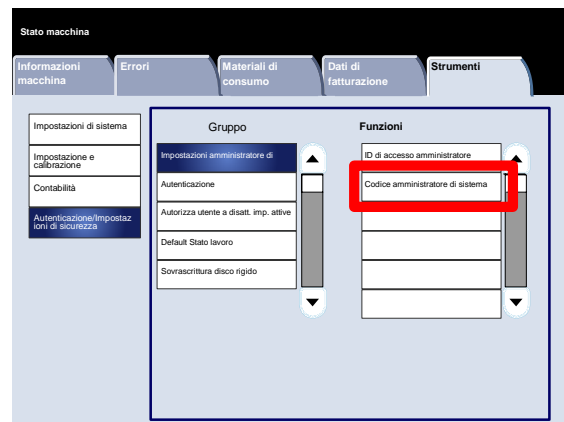 Stato macchina
Informazioni
macchina
Errori
Materiali di
consumo
Dati di
fatturazione
Strumenti
Impostazioni di sistema
Impostazione e
calibrazione
Contabilità
Autenticazione/Impostaz
ioni di sicurezza
Gruppo
Impostazioni amministratore di
Autenticazione
Autorizza utente a disatt. imp. attive
Default Stato lavoro
Sovrascrittura disco rigido
Funzioni
ID di accesso amministratore
Codice amministratore di sistema